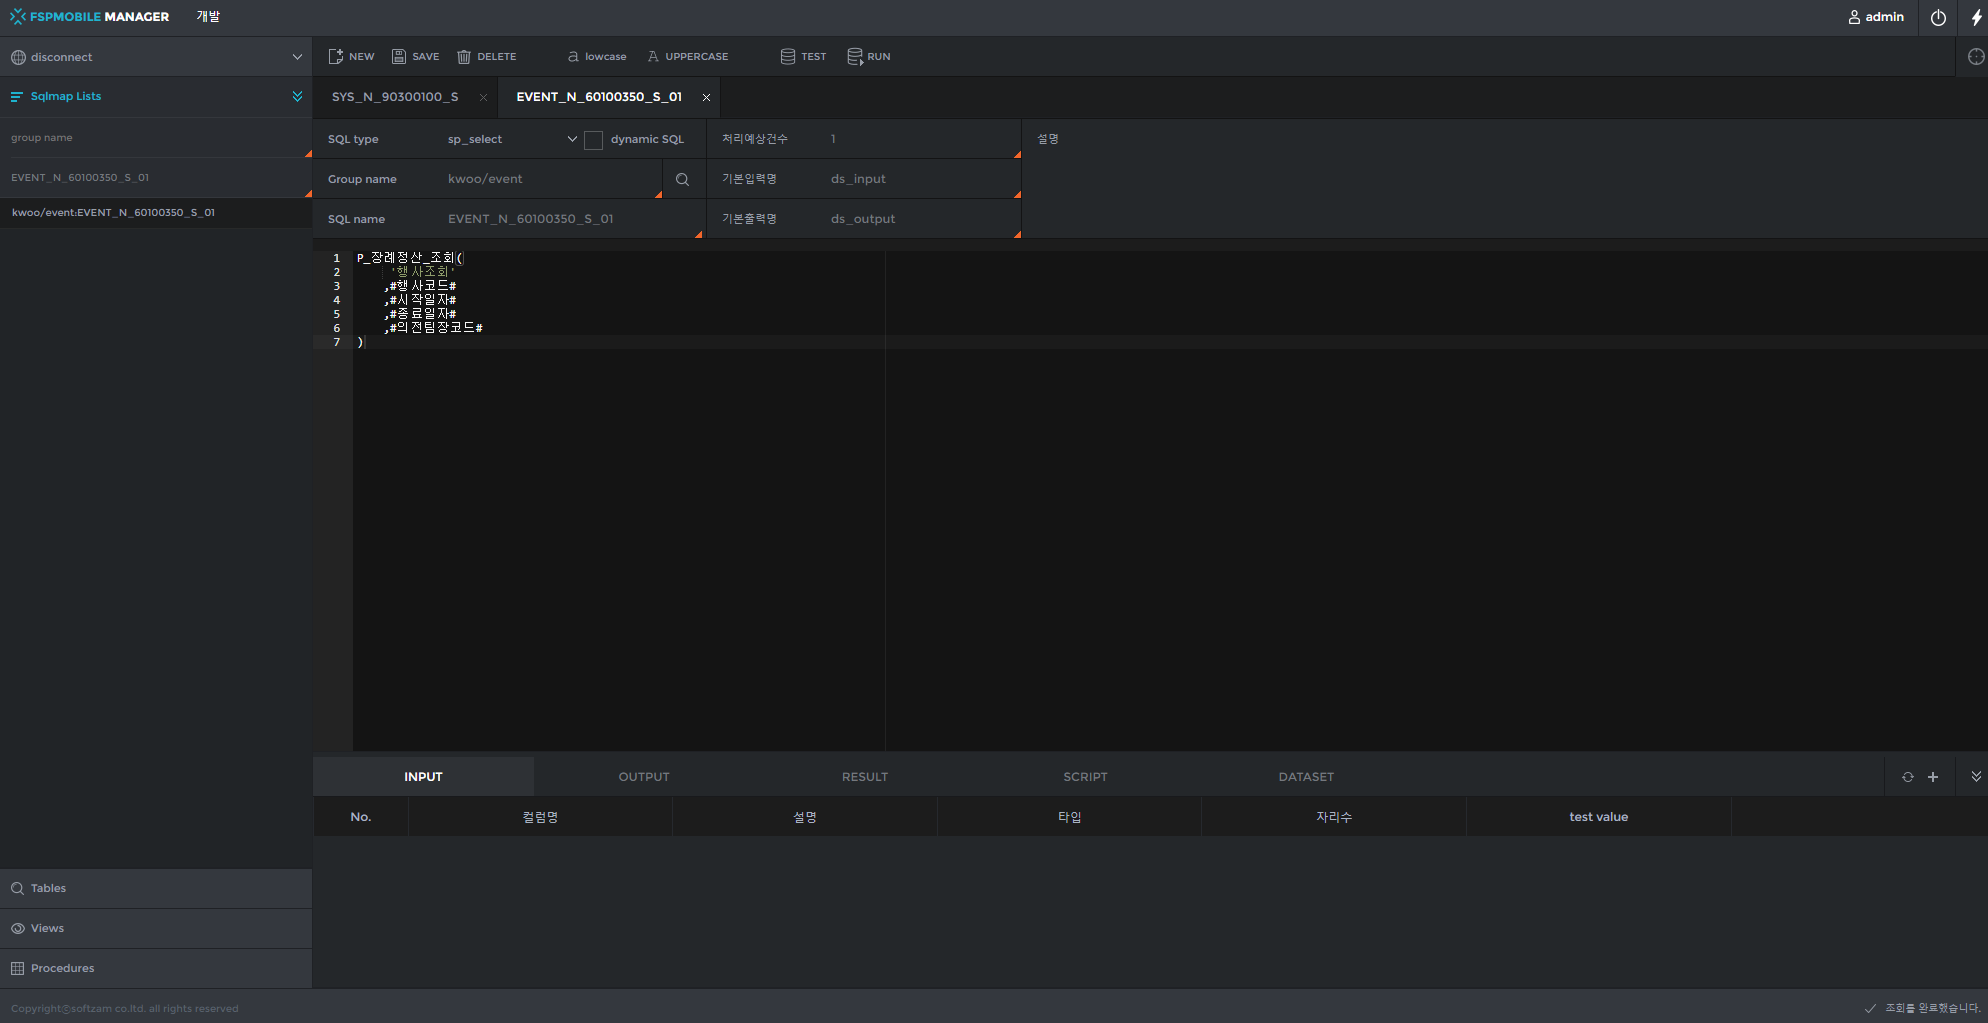 FSPMOBILE MANAGER 개발 admin
disconnect
NEW SAVE DELETE a lowcase A UPPERCASE TEST RUN
Sqlmap Lists
SYS_N_90300100_S × EVENT_N_60100350_S_01 ×
group name
EVENT_N_60100350_S_01
kwoo/event:EVENT_N_60100350_S_01
SQL type sp_select dynamic SQL 처리예상건수 1 설명
Group name kwoo/event 기본입력명 ds_input
SQL name EVENT_N_60100350_S_01 기본출력명 ds_output
1 P_장례정산_조회(
2 '행사조회'
3 ,#행사코드#
4 ,#시작일자#
5 ,#종료일자#
6 ,#의전팀장코드#
7 )
INPUT OUTPUT RESULT SCRIPT DATASET
No. 컬럼명 설명 타입 자리수 test value
Tables
Views
Procedures
Copyrightⓒsoftzam co.ltd. all rights reserved 조회를 완료했습니다.